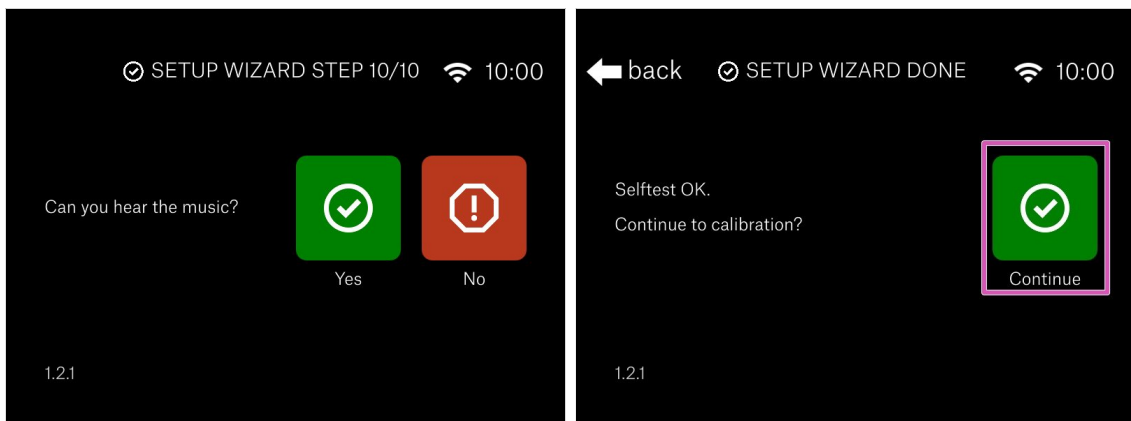 SETUP WIZARD STEP 10/10 10:00
Can you hear the music?
Yes No
1.2.1
back SETUP WIZARD DONE 10:00
Selftest OK.
Continue to calibration?
Continue
1.2.1